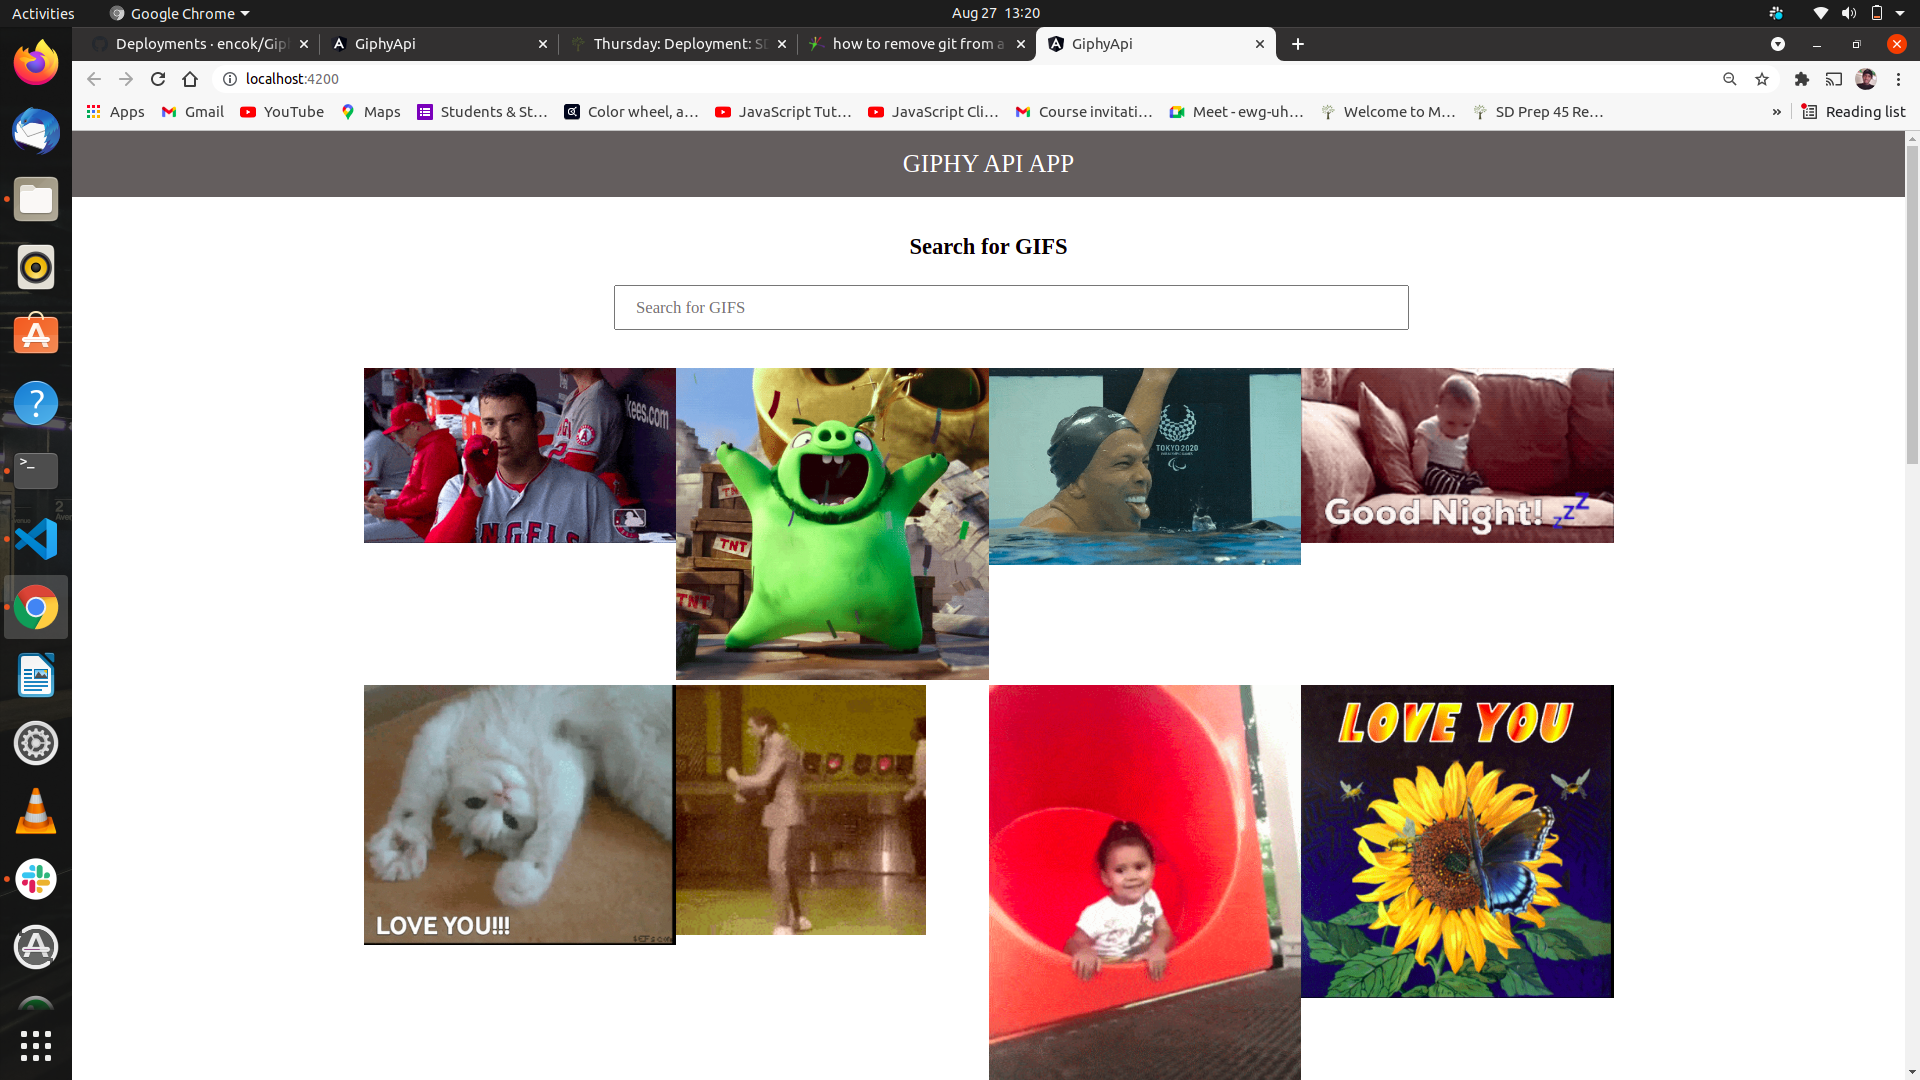 Activities
Google Chrome
Aug 27 13:20
Deployments · encok/Gip
GiphyApi
Thursday: Deployment: S
how to remove git from a
GiphyApi
localhost:4200
Apps
Gmail
YouTube
Maps
Students & St…
Color wheel, a…
JavaScript Tut…
JavaScript Cli…
Course invitati…
Meet - ewg-uh…
Welcome to M…
SD Prep 45 Re…
»
Reading list
GIPHY API APP
Search for GIFS
Search for GIFS
kees.com
ANGELS
TNT
TNT
TNT
TOKYO 2020
Good Night! zzz
LOVE YOU!!!
LOVE YOU